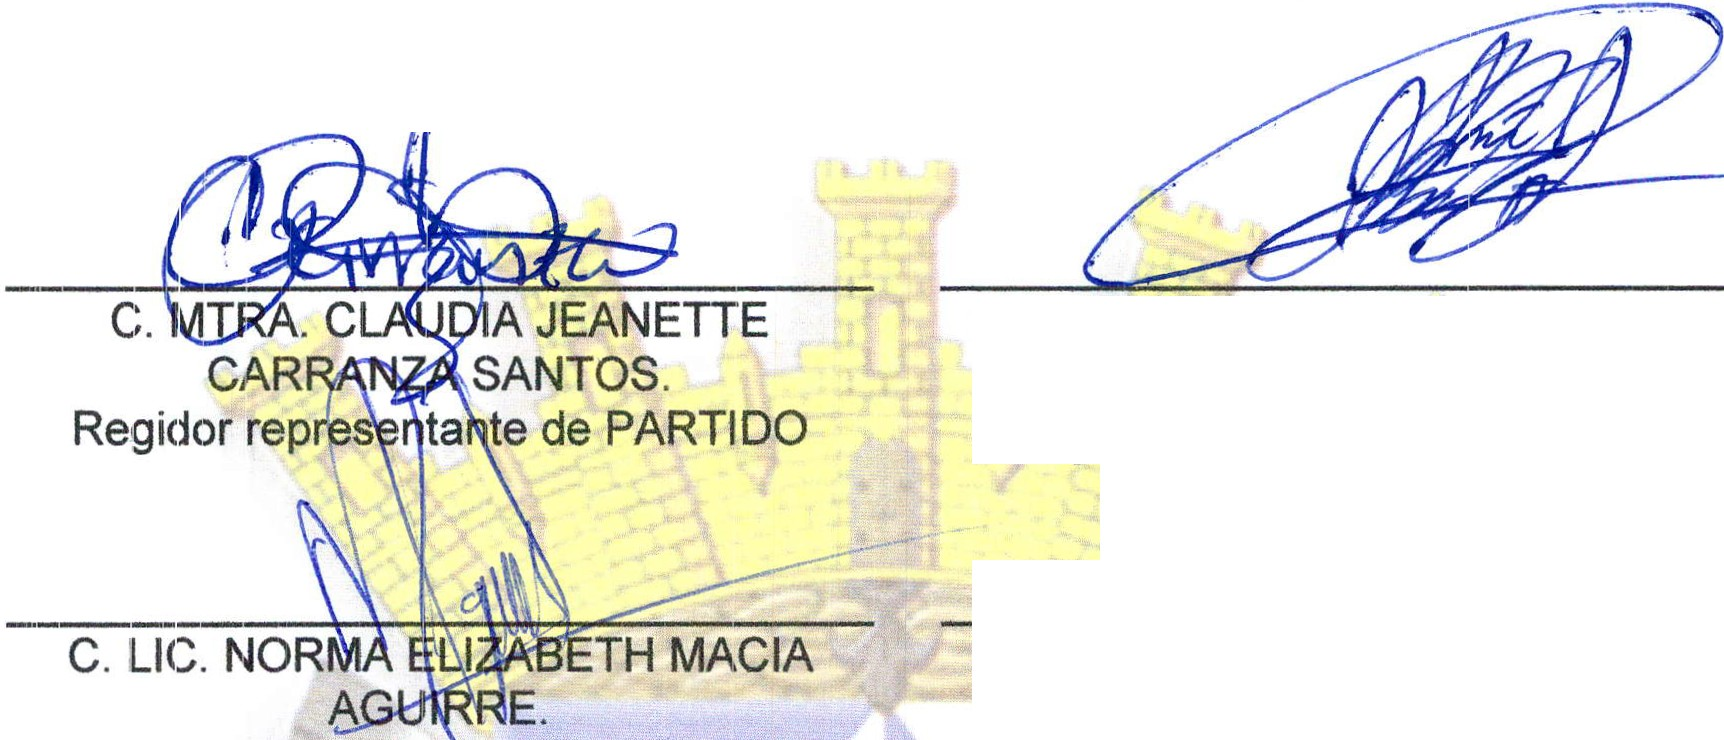 C. MTRA. CLAUDIA JEANETTE
CARRANZA SANTOS.
Regidor representante de PARTIDO
C. LIC. NORMA ELIZABETH MACIA
AGUIRRE.